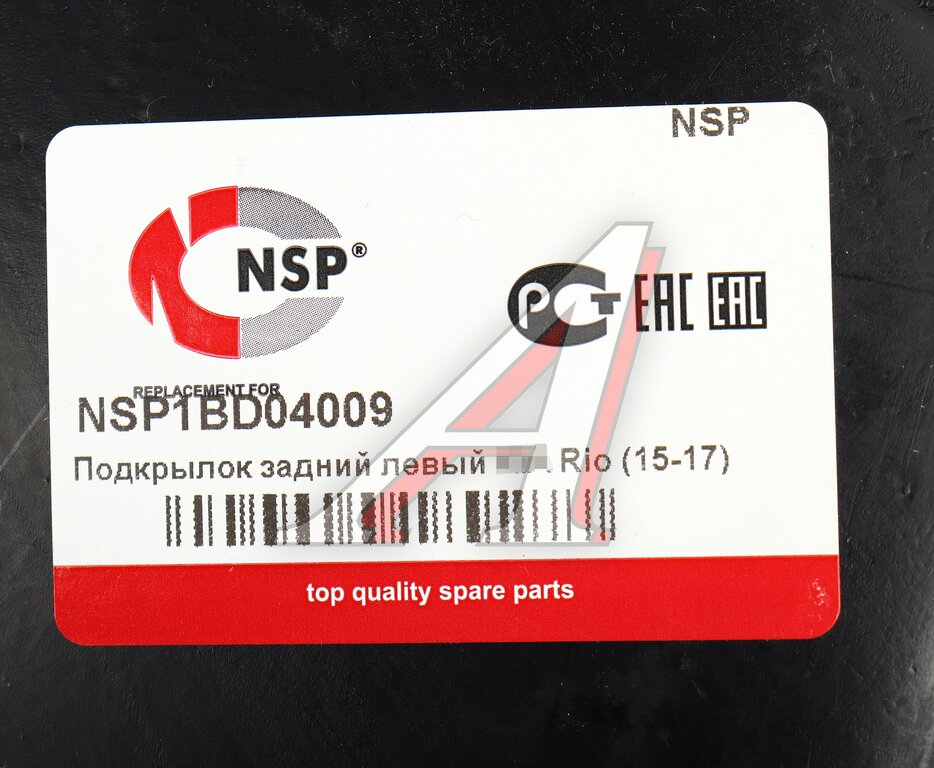 NSP
NSP®
РСТ ЕАС ЕАС
REPLACEMENT FOR
NSP1BD04009
Подкрылок задний левый Rio (15-17)
top quality spare parts